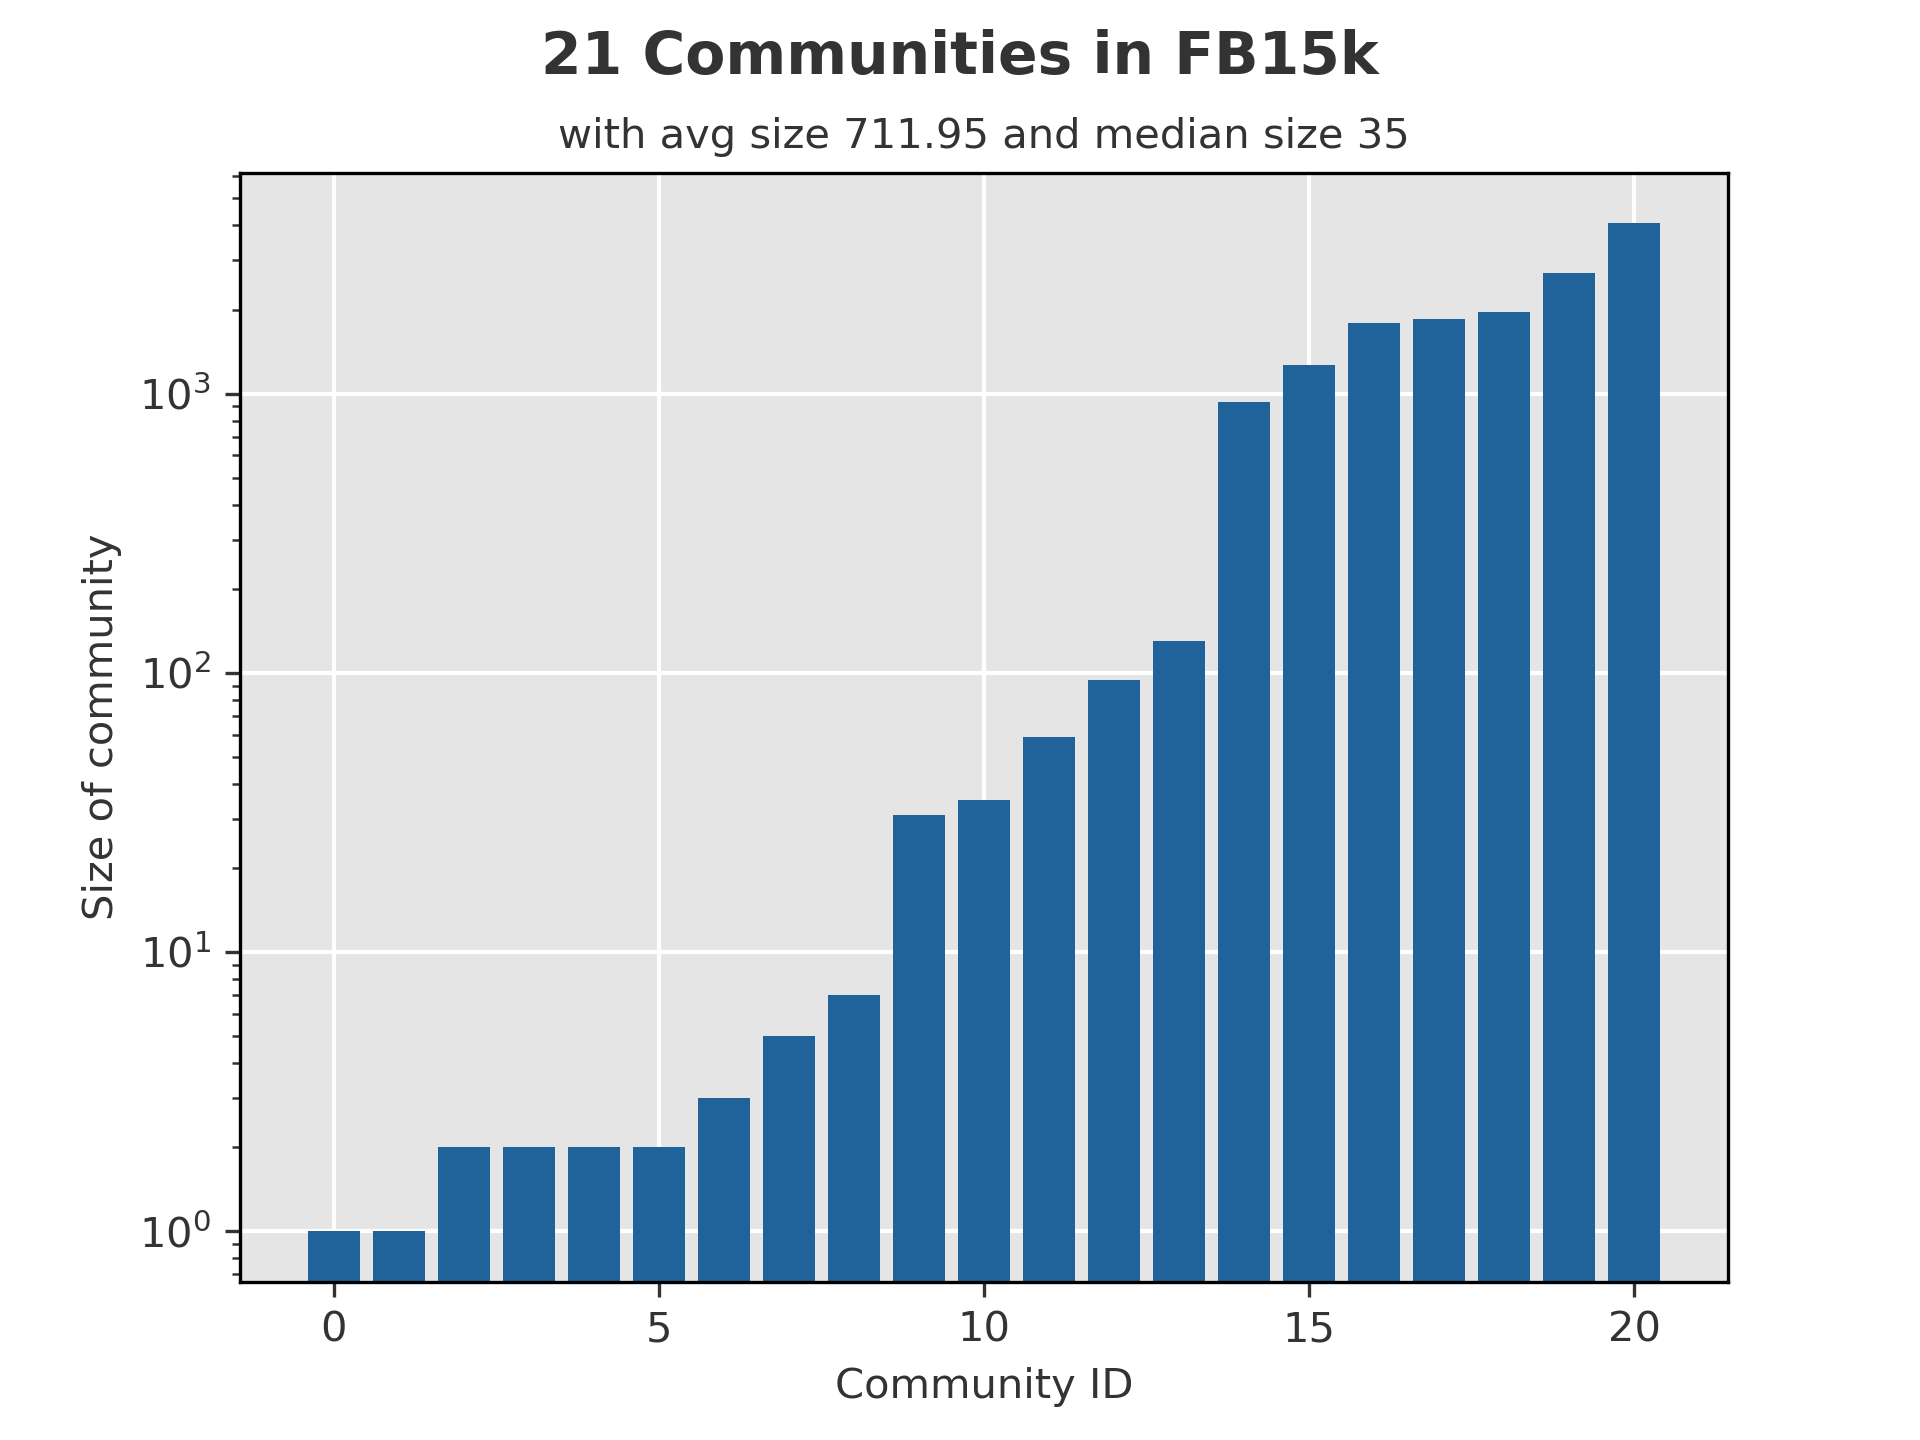 21 Communities in FB15k
with avg size 711.95 and median size 35
Size of community
10³
10²
10¹
10⁰
0 5 10 15 20
Community ID